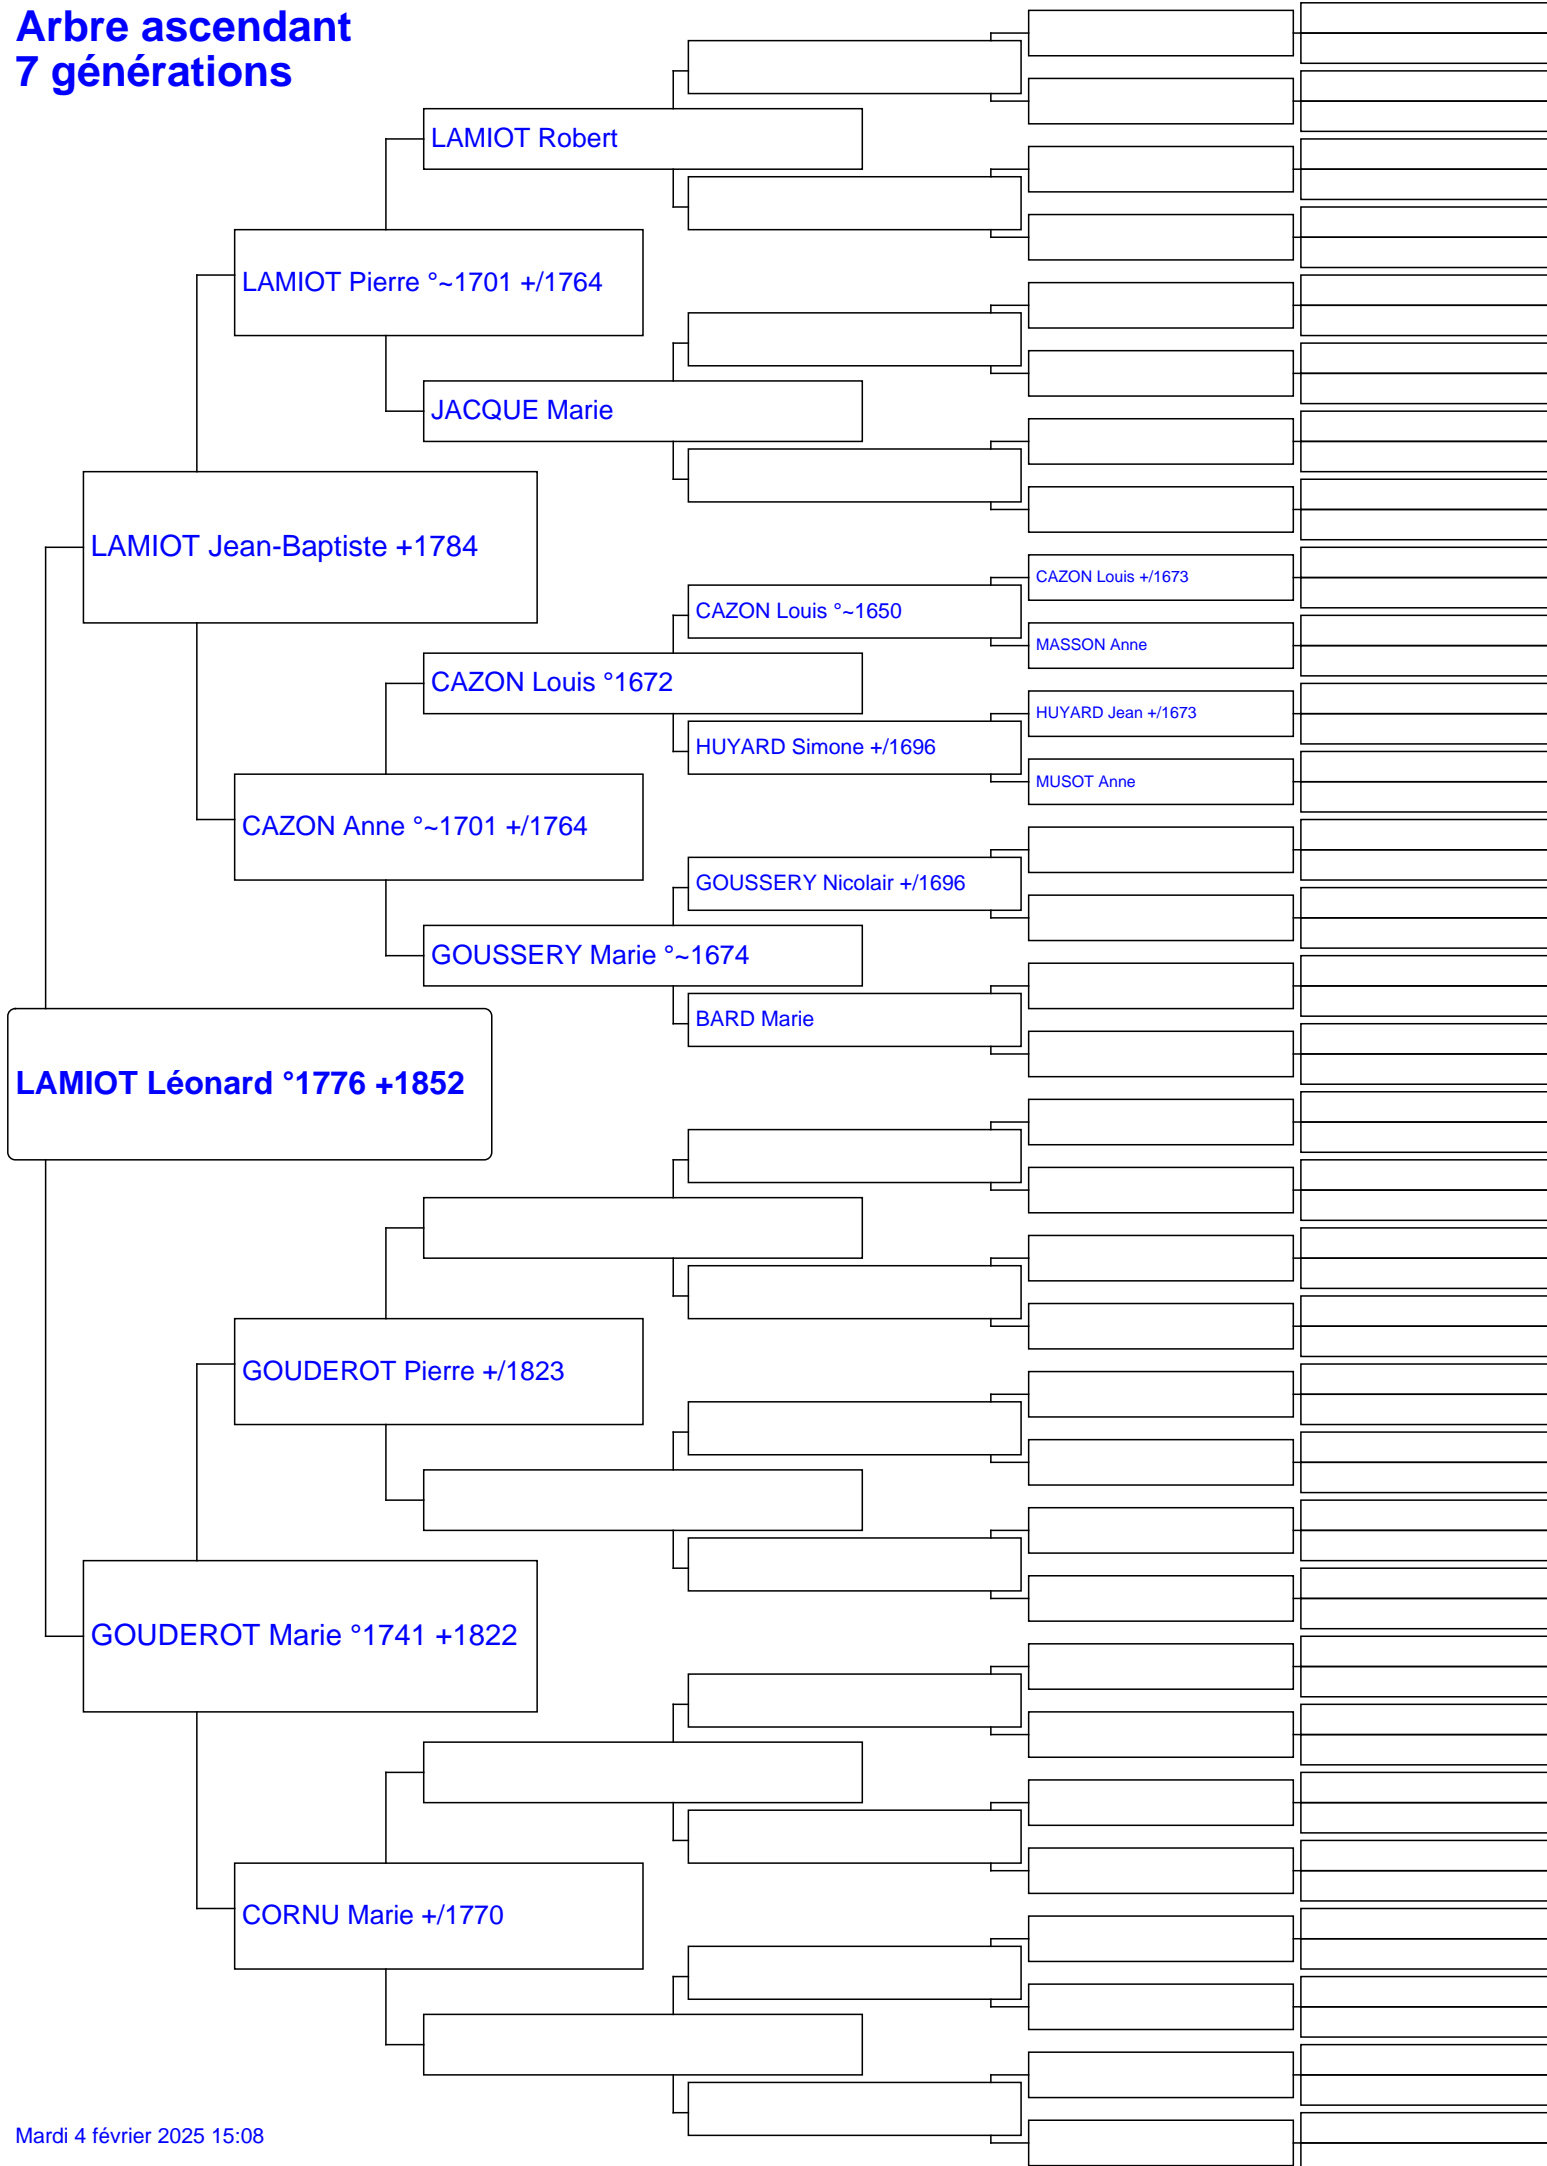 Arbre ascendant
7 générations
LAMIOT Robert
LAMIOT Pierre °~1701 +/1764
JACQUE Marie
LAMIOT Jean-Baptiste +1784
CAZON Louis +/1673
CAZON Louis °~1650
MASSON Anne
CAZON Louis °1672
HUYARD Jean +/1673
HUYARD Simone +/1696
MUSOT Anne
CAZON Anne °~1701 +/1764
GOUSSERY Nicolair +/1696
GOUSSERY Marie °~1674
BARD Marie
LAMIOT Léonard °1776 +1852
GOUDEROT Pierre +/1823
GOUDEROT Marie °1741 +1822
CORNU Marie +/1770
Mardi 4 février 2025 15:08